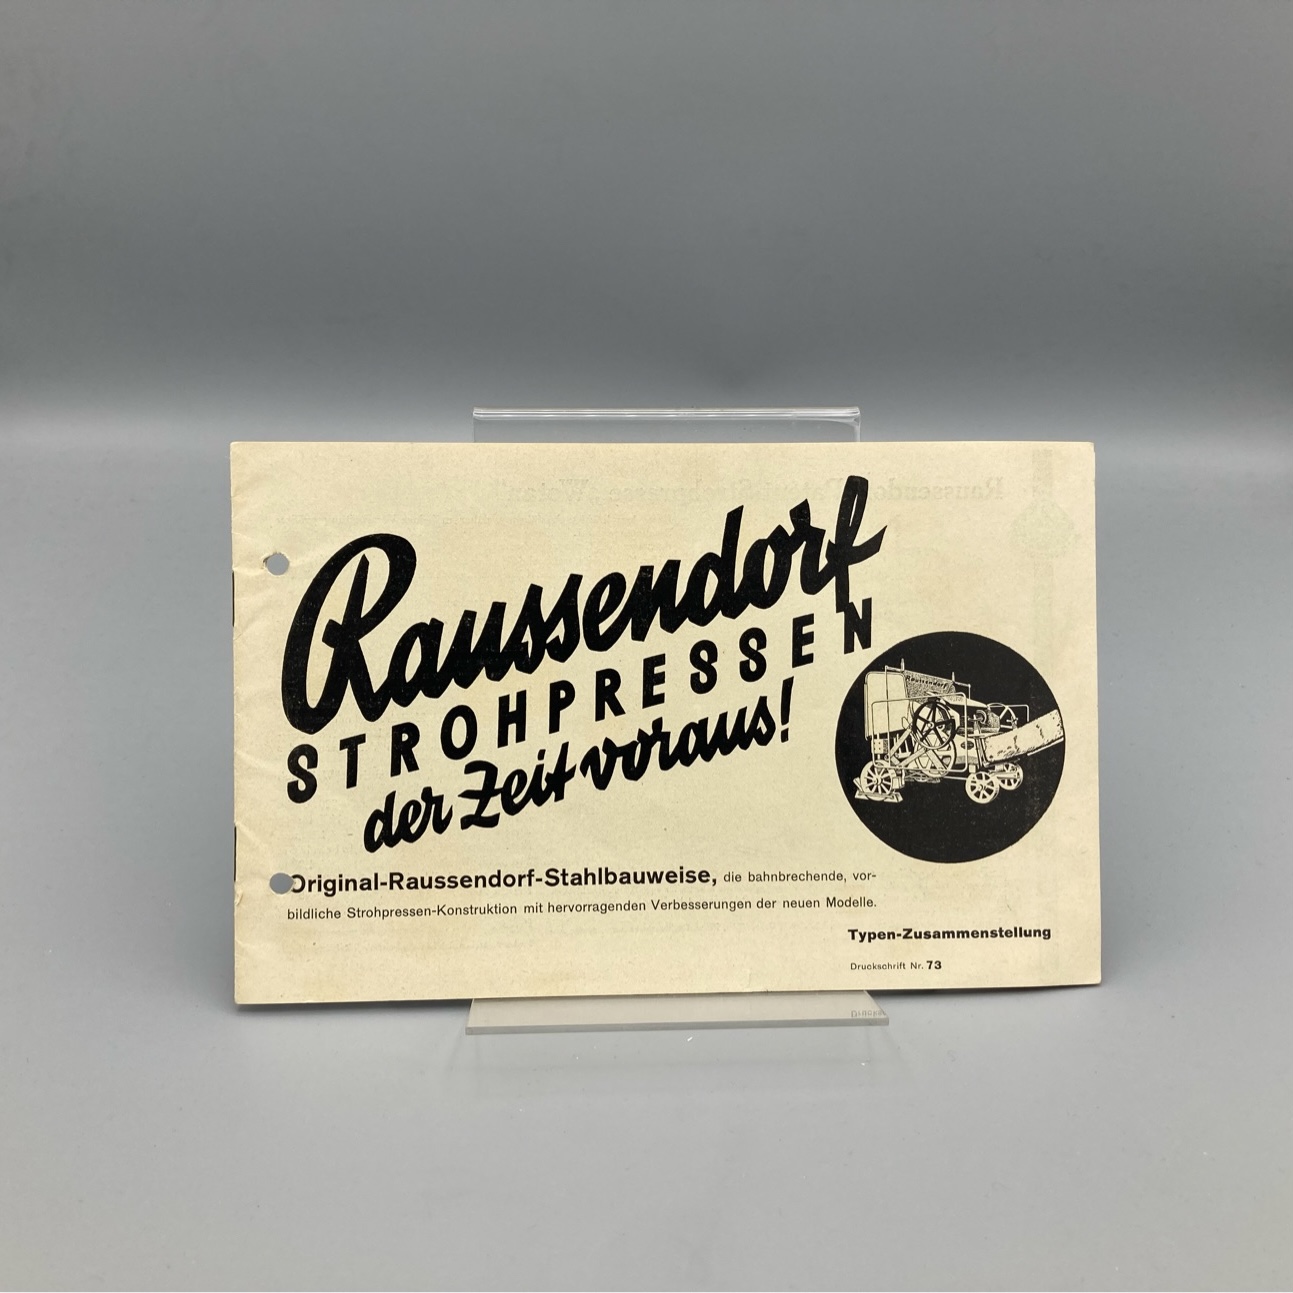 Raussendorf
STROHPRESSEN
der Zeit voraus!
Raussendorf
Original-Raussendorf-Stahlbauweise, die bahnbrechende, vor-
bildliche Strohpressen-Konstruktion mit hervorragenden Verbesserungen der neuen Modelle.
Typen-Zusammenstellung
Druckschrift Nr. 73